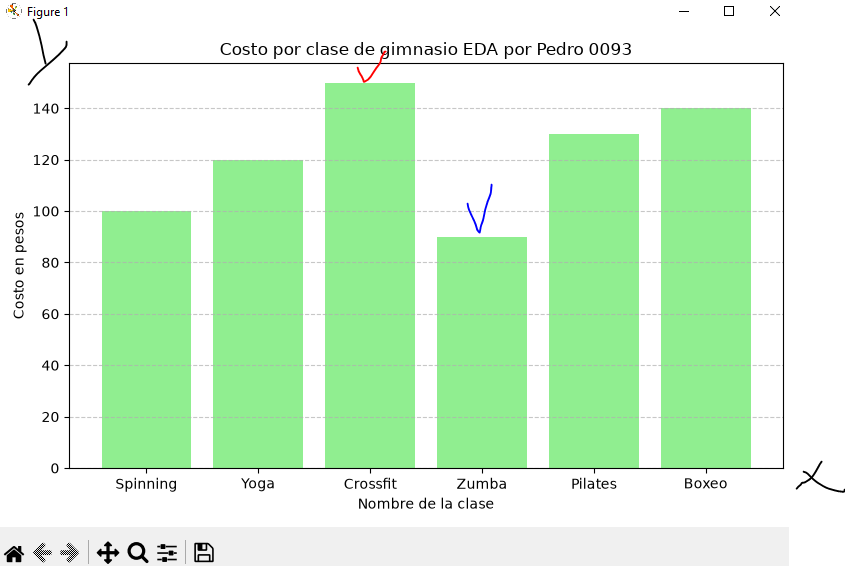 Figure 1
Y
Costo por clase de gimnasio EDA por Pedro 0093
140
120
100
80
60
40
20
0
Costo en pesos
Spinning Yoga Crossfit Zumba Pilates Boxeo
Nombre de la clase
X